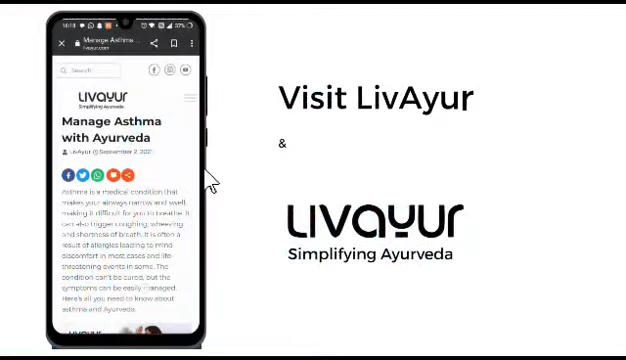 Manage Asthma ...
livayur.com
Search
LIVAYUR
Simplifying Ayurveda
Manage Asthma
with Ayurveda
LivAyur September 2, 2021
Asthma is a medical condition that
makes your airways narrow and swell,
making it difficult for you to breathe. It
can also trigger coughing, wheezing
and shortness of breath. It is often a
result of allergies leading to mind
discomfort in most cases and life-
threatening events in some. The
condition can't be cured, but the
symptoms can be easily managed.
Here's all you need to know about
asthma and Ayurveda.
Visit LivAyur
&
LIVAYUR
Simplifying Ayurveda